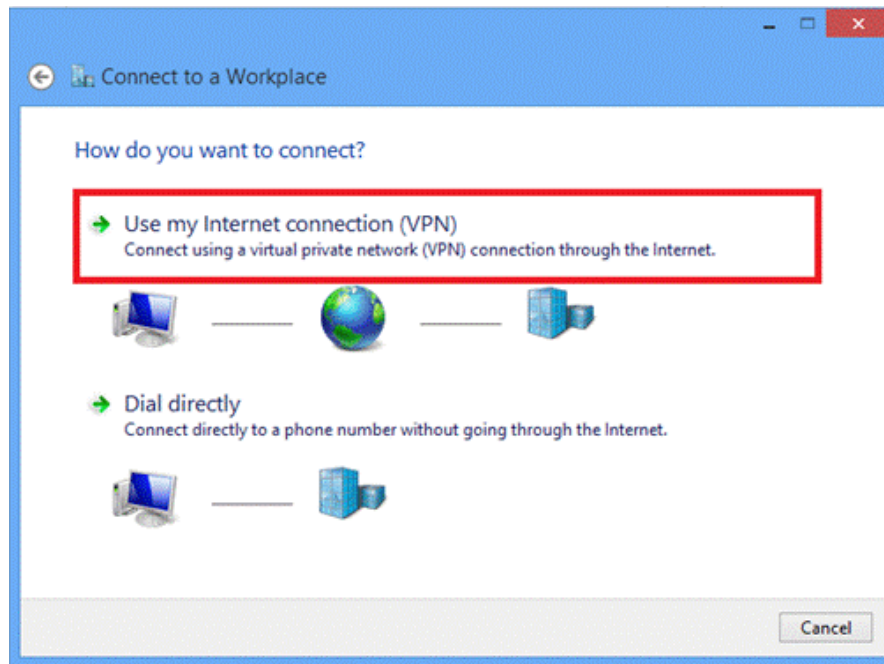 Connect to a Workplace
How do you want to connect?
Use my Internet connection (VPN)
Connect using a virtual private network (VPN) connection through the Internet.
Dial directly
Connect directly to a phone number without going through the Internet.
Cancel